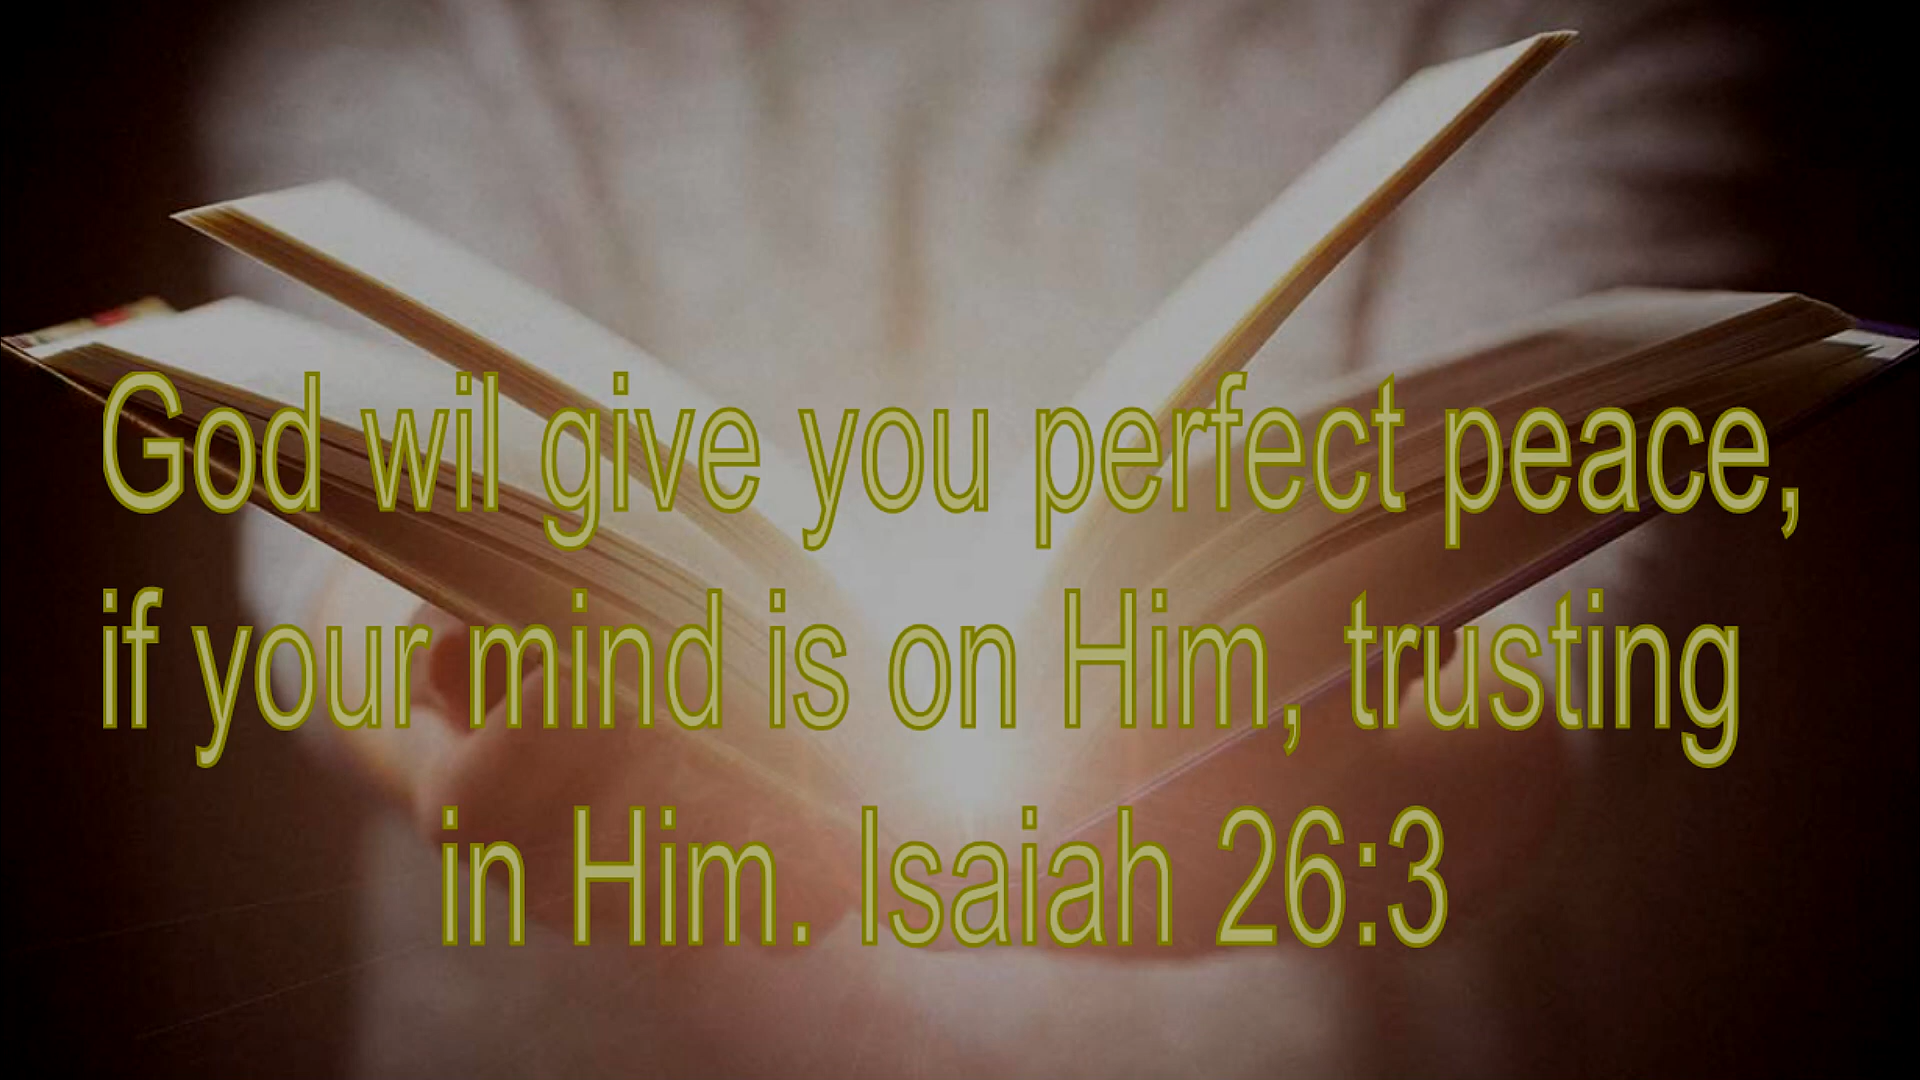 God wil give you perfect peace,
if your mind is on Him, trusting
in Him. Isaiah 26:3